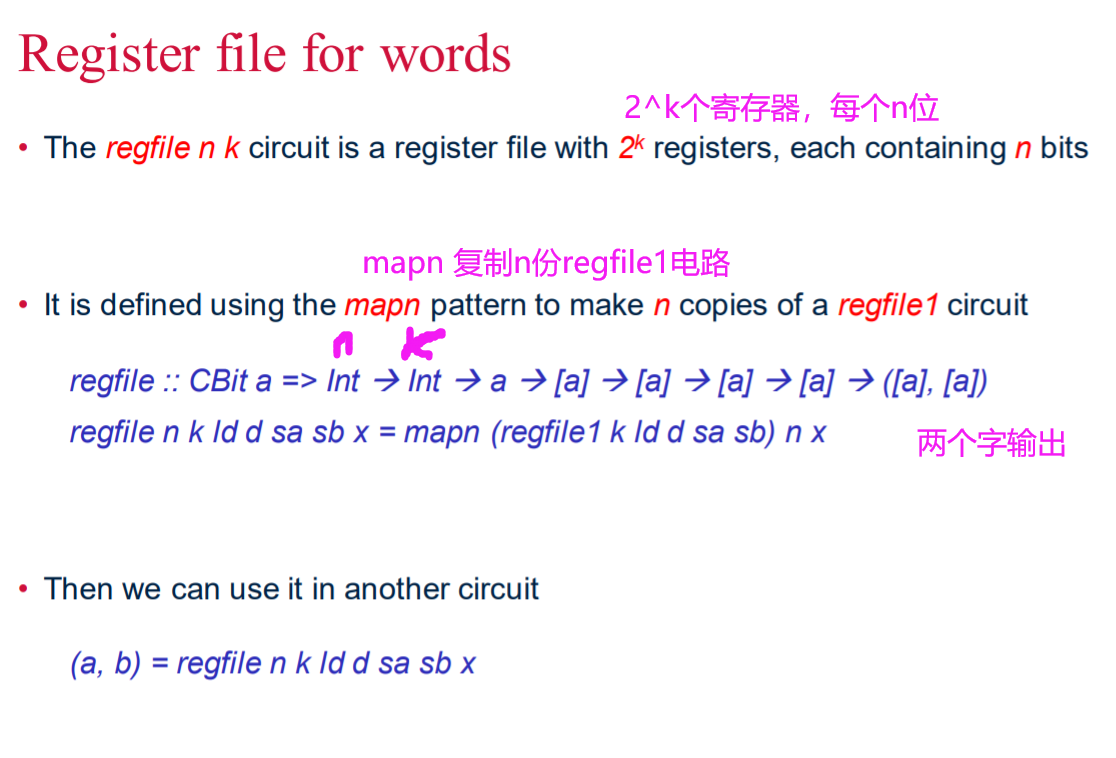 Register file for words
2^k个寄存器，每个n位
• The regfile n k circuit is a register file with 2ᵏ registers, each containing n bits
mapn 复制n份regfile1电路
• It is defined using the mapn pattern to make n copies of a regfile1 circuit
n k
regfile :: CBit a => Int → Int → a → [a] → [a] → [a] → [a] → ([a], [a])
regfile n k ld d sa sb x = mapn (regfile1 k ld d sa sb) n x
两个字输出
• Then we can use it in another circuit
(a, b) = regfile n k ld d sa sb x